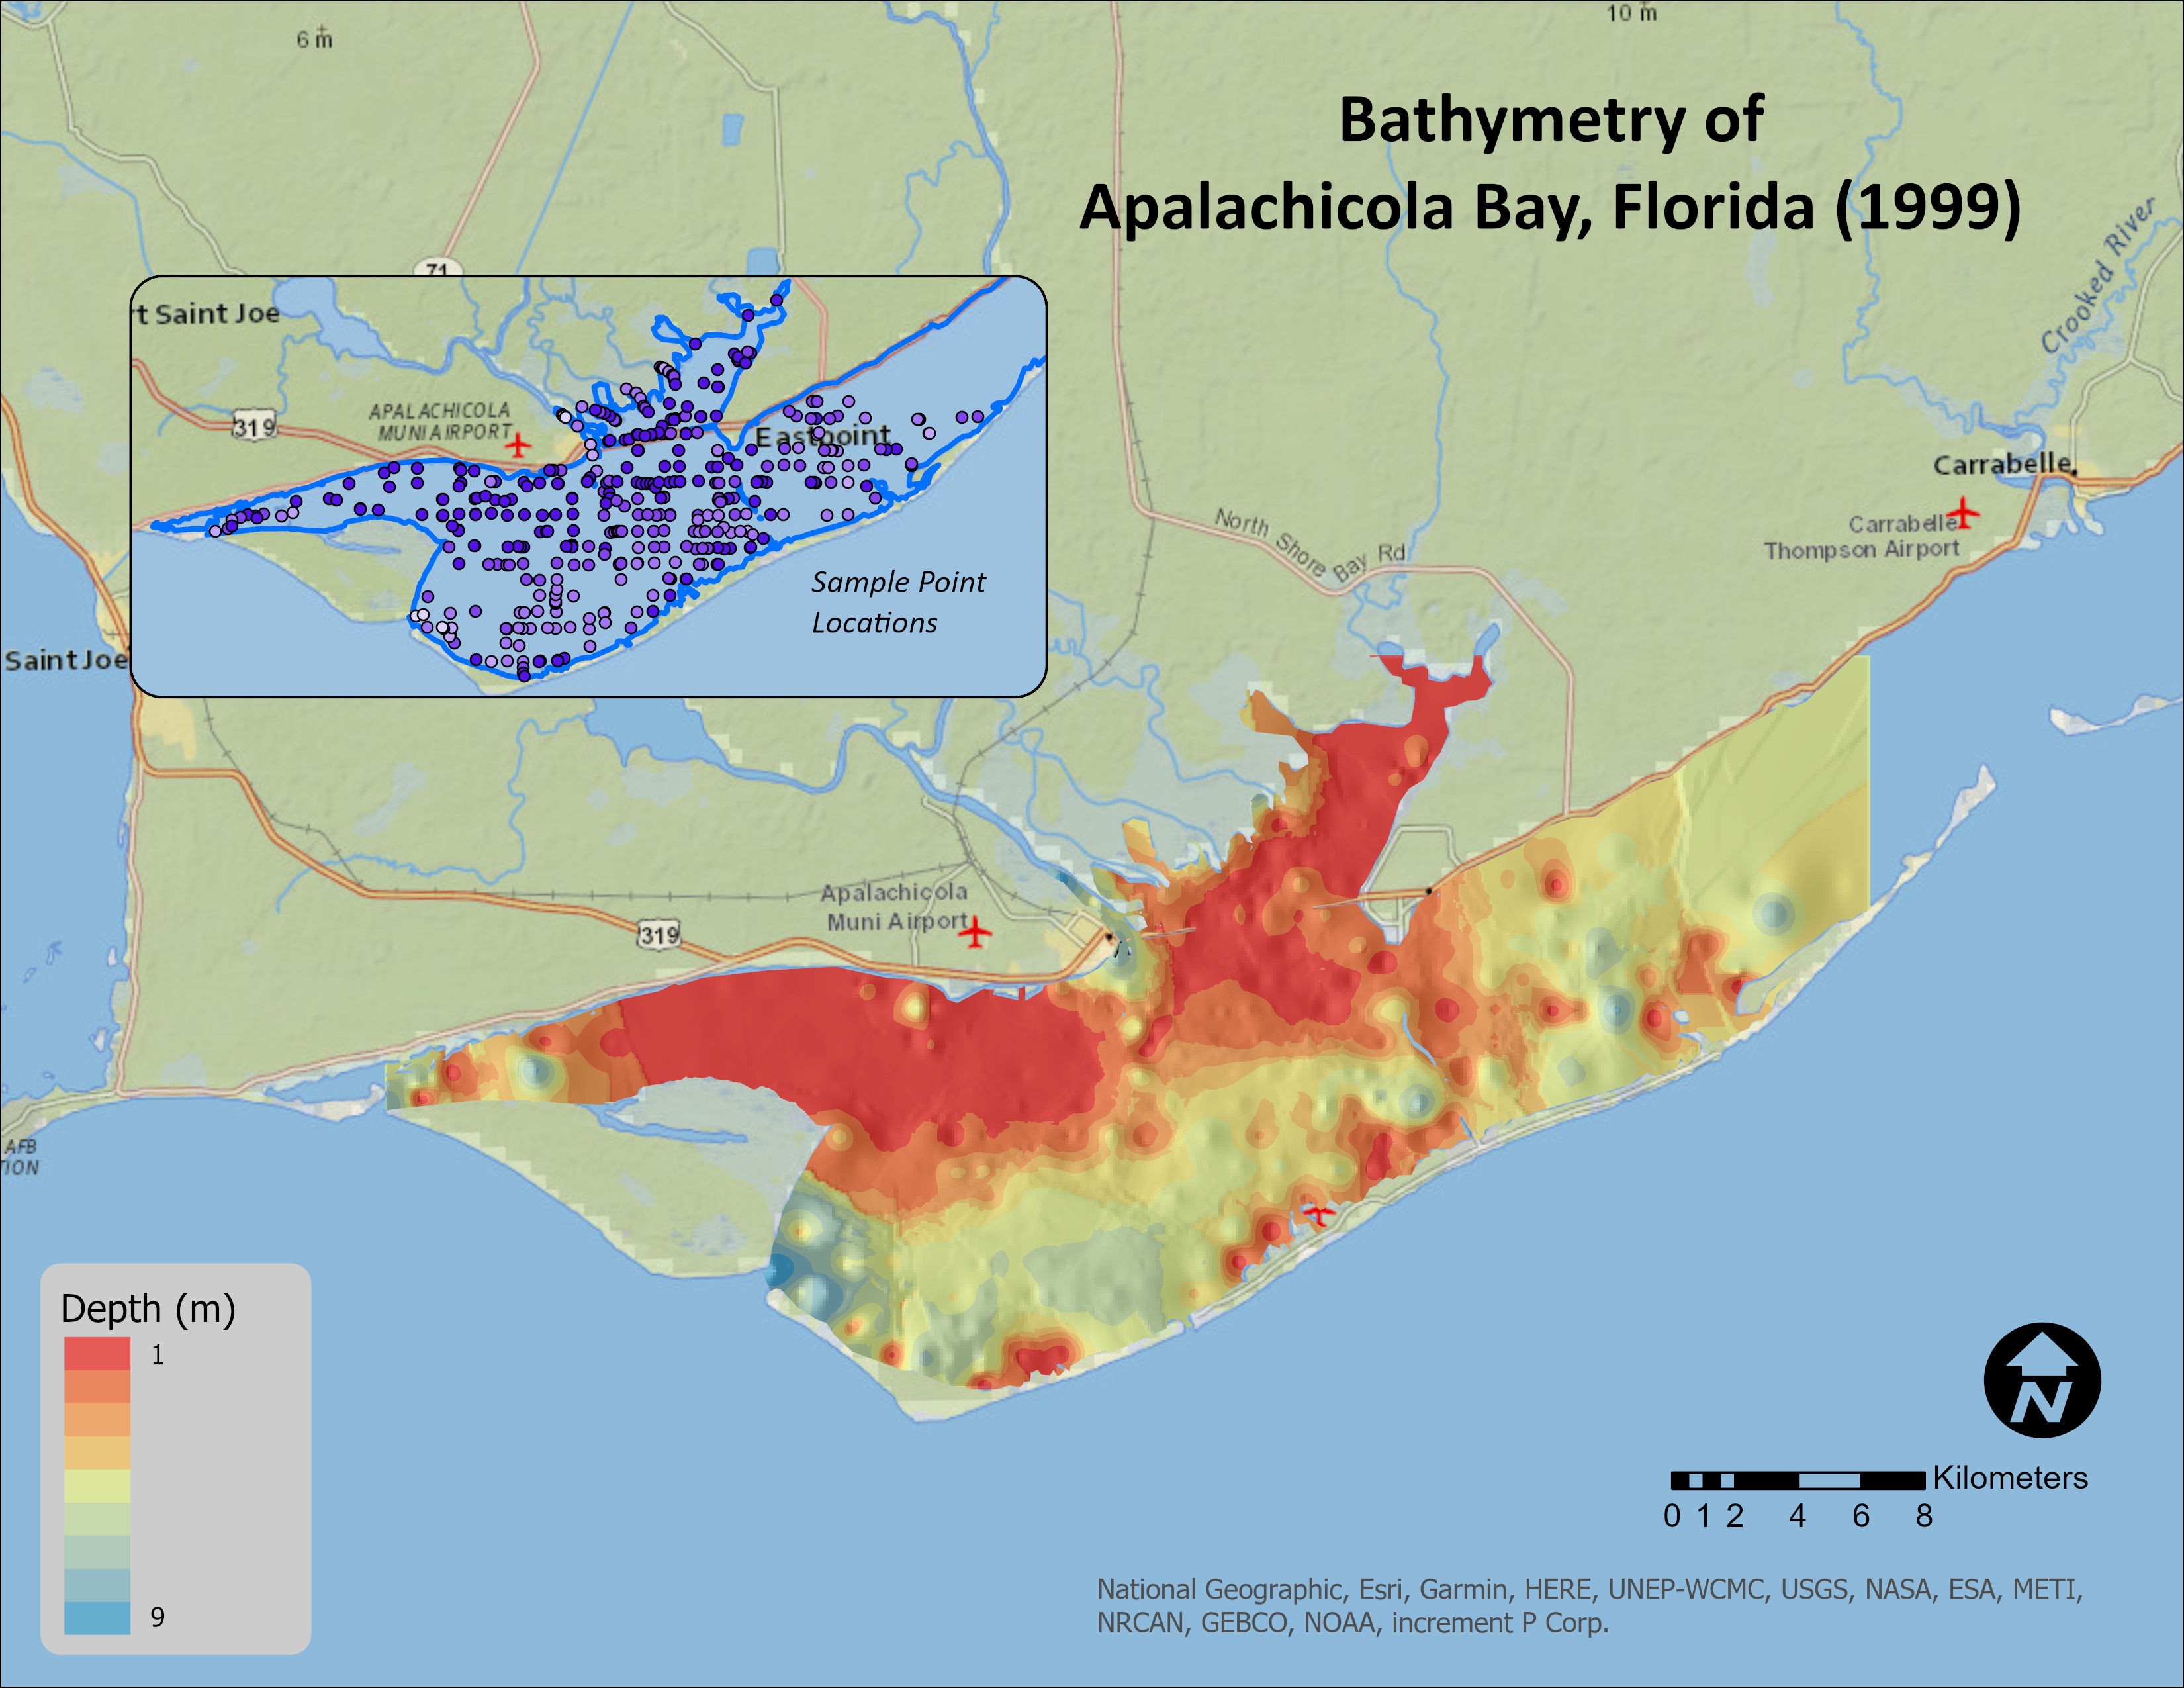 6 m
10 m
Bathymetry of
Apalachicola Bay, Florida (1999)
Crooked River
71
t Saint Joe
319
APALACHICOLA
MUNI AIRPORT
Eastpoint
Sample Point
Locations
Carrabelle
Carrabelle
Thompson Airport
North Shore Bay Rd
Saint Joe
Apalachicola
Muni Airport
319
AFB
TION
Depth (m)
1
9
N
Kilometers
0 1 2 4 6 8
National Geographic, Esri, Garmin, HERE, UNEP-WCMC, USGS, NASA, ESA, METI,
NRCAN, GEBCO, NOAA, increment P Corp.